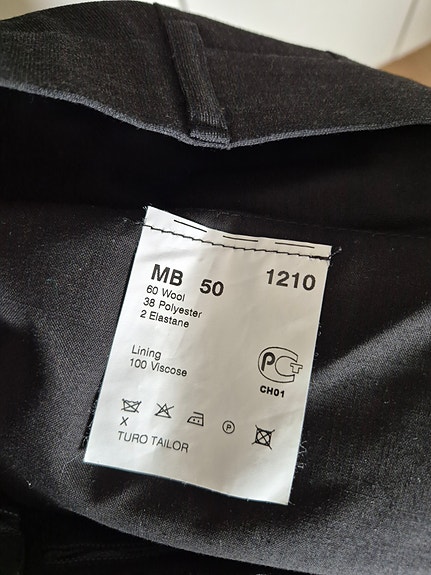 MB 50 1210
60 Wool
38 Polyester
2 Elastane
Lining
100 Viscose
PCT
CH01
P
X
TURO TAILOR